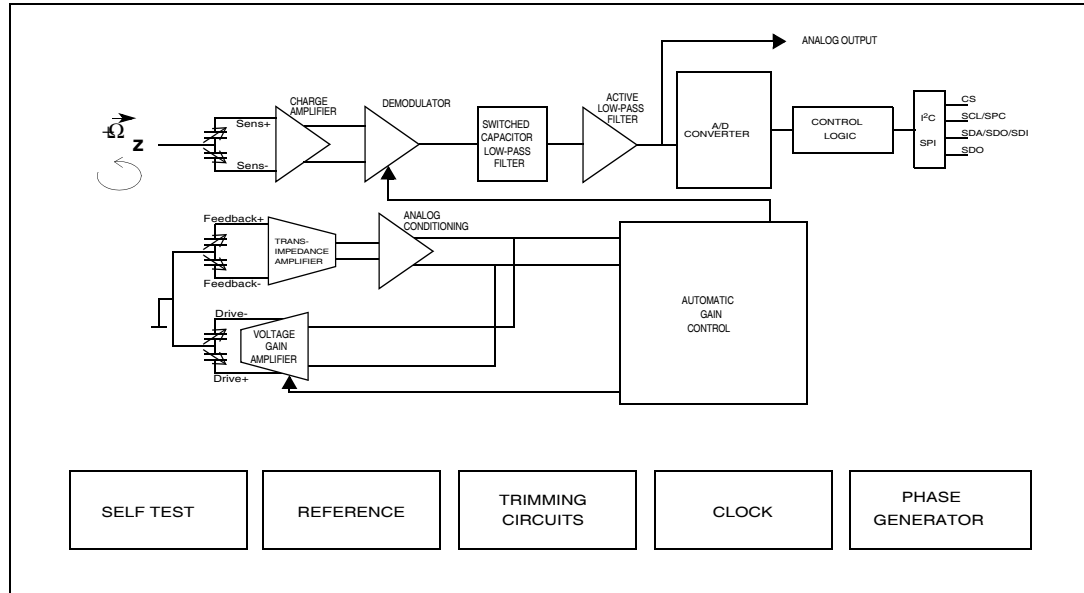 ANALOG OUTPUT
CHARGE
AMPLIFIER
DEMODULATOR
ACTIVE
LOW-PASS
FILTER
+Ω
z
Sens+
Sens-
SWITCHED
CAPACITOR
LOW-PASS
FILTER
A/D
CONVERTER
CONTROL
LOGIC
I²C
SPI
CS
SCL/SPC
SDA/SDO/SDI
SDO
Feedback+
Feedback-
TRANS-
IMPEDANCE
AMPLIFIER
ANALOG
CONDITIONING
Drive-
Drive+
VOLTAGE
GAIN
AMPLIFIER
AUTOMATIC
GAIN
CONTROL
SELF TEST
REFERENCE
TRIMMING
CIRCUITS
CLOCK
PHASE
GENERATOR